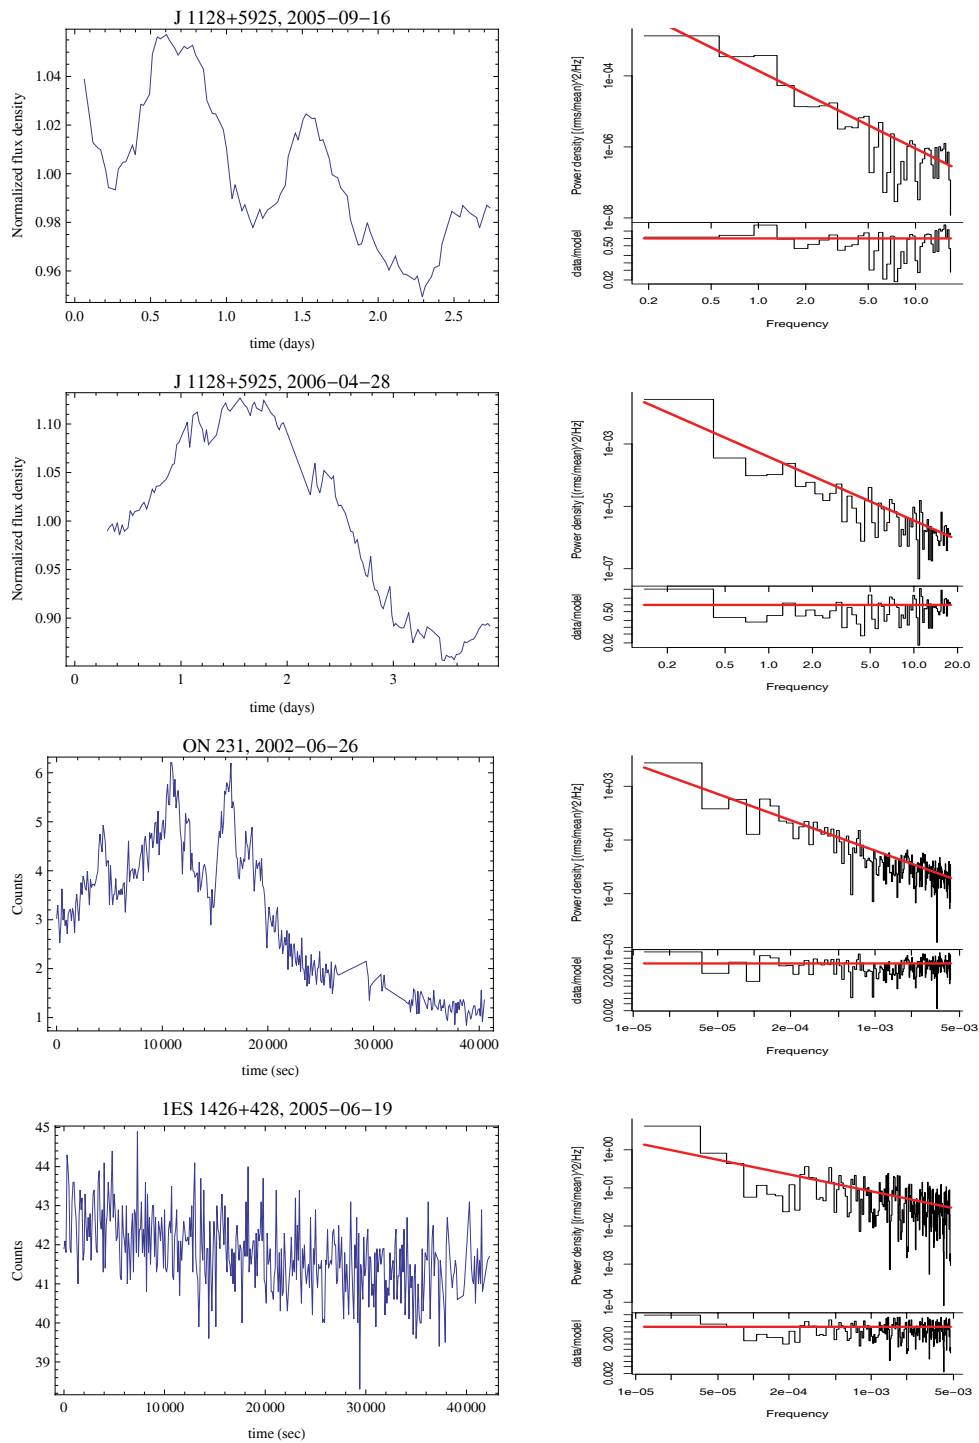 J 1128+5925, 2005−09−16
Normalized flux density
1.04
1.02
1.00
0.98
0.96
0.0 0.5 1.0 1.5 2.0 2.5
time (days)
Power density [(rms/mean)^2/Hz]
1e−04
1e−06
1e−08
data/model
1e+00
0.50
0.02
0.2 0.5 1.0 2.0 5.0 10.0
Frequency
J 1128+5925, 2006−04−28
Normalized flux density
1.10
1.05
1.00
0.95
0.90
0 1 2 3
time (days)
Power density [(rms/mean)^2/Hz]
1e−03
1e−05
1e−07
data/model
0.50
0.02
0.2 0.5 1.0 2.0 5.0 10.0 20.0
Frequency
ON 231, 2002−06−26
Counts
6
5
4
3
2
1
0 10 000 20 000 30 000 40 000
time (sec)
Power density [(rms/mean)^2/Hz]
1e+03
1e+01
1e−01
1e−03
data/model
0.200
0.002
1e−05 5e−05 2e−04 1e−03 5e−03
Frequency
1ES 1426+428, 2005−06−19
Counts
45
44
43
42
41
40
39
0 10 000 20 000 30 000 40 000
time (sec)
Power density [(rms/mean)^2/Hz]
1e+00
1e−01
1e−02
1e−03
1e−04
data/model
0.200
0.002
1e−05 5e−05 2e−04 1e−03 5e−03
Frequency